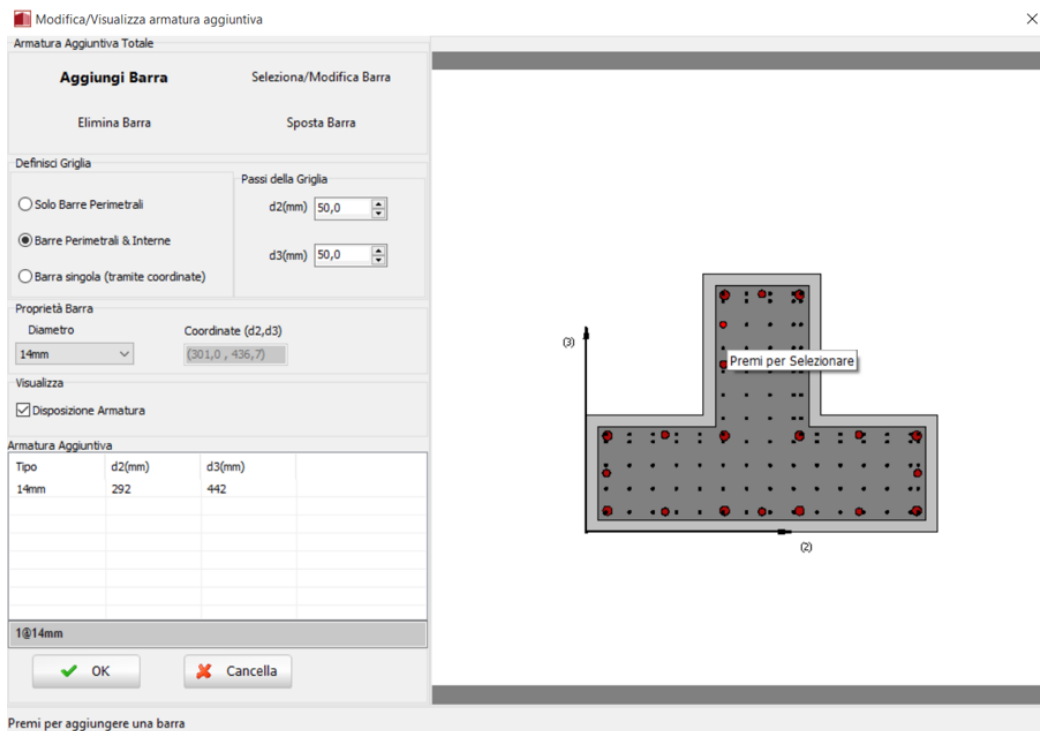 Modifica/Visualizza armatura aggiuntiva
Armatura Aggiuntiva Totale
Aggiungi Barra Seleziona/Modifica Barra
Elimina Barra Sposta Barra
Definisci Griglia
Passi della Griglia
Solo Barre Perimetrali
d2(mm) 50,0
Barre Perimetrali & Interne
d3(mm) 50,0
Barra singola (tramite coordinate)
Proprietà Barra
Diametro Coordinate (d2,d3)
14mm (301,0 , 436,7)
Visualizza
Disposizione Armatura
Armatura Aggiuntiva
Tipo d2(mm) d3(mm)
14mm 292 442
1@14mm
OK Cancella
Premi per aggiungere una barra
(3)
Premi per Selezionare
(2)